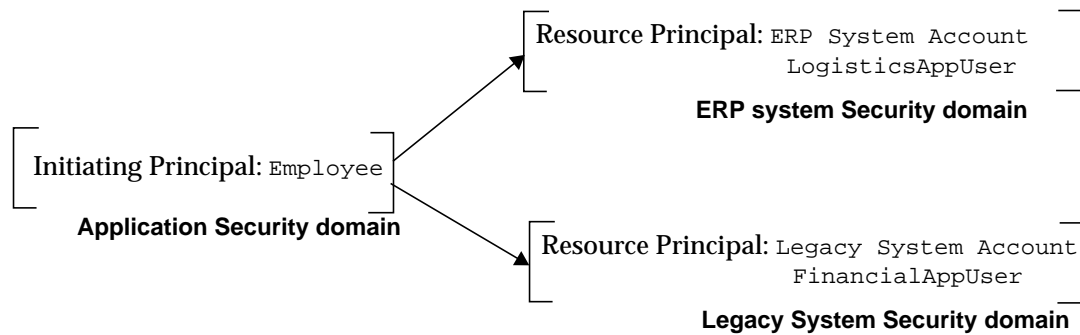 Resource Principal: ERP System Account
LogisticsAppUser
ERP system Security domain
Initiating Principal: Employee
Application Security domain
Resource Principal: Legacy System Account
FinancialAppUser
Legacy System Security domain